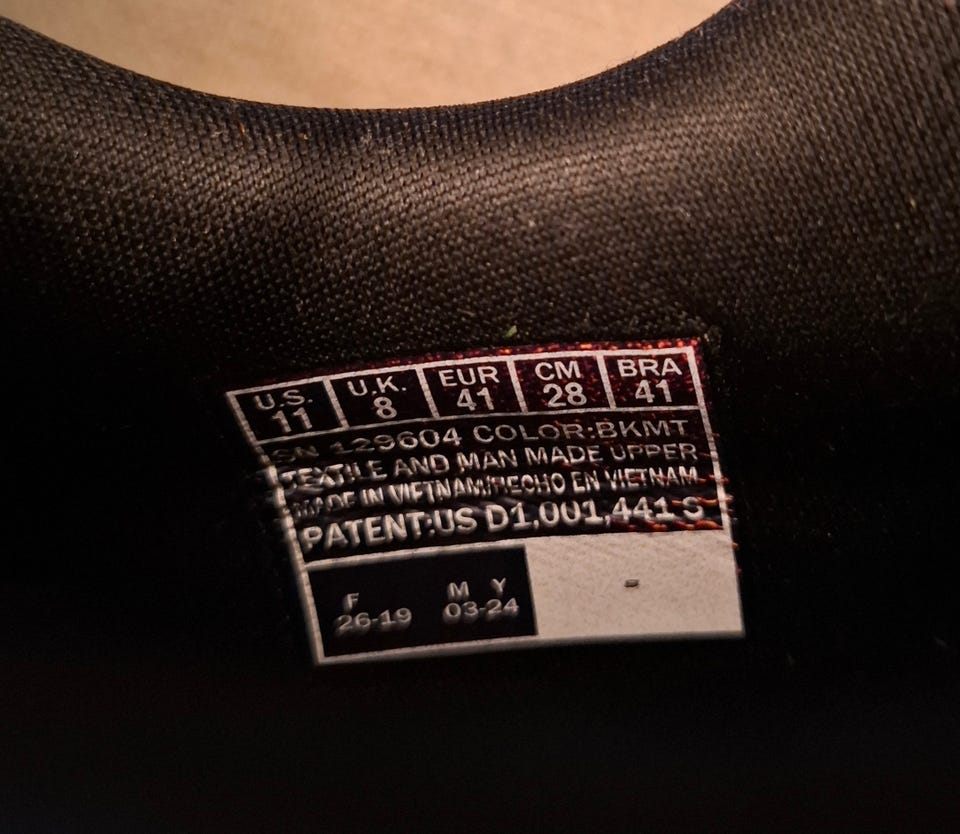 U.S. U.K. EUR CM BRA
11 8 41 28 41
SN 129604 COLOR:BKMT
TEXTILE AND MAN MADE UPPER
MADE IN VIETNAM/HECHO EN VIETNAM
PATENT:US D1,001,441 S
F M Y
26-19 03-24
-